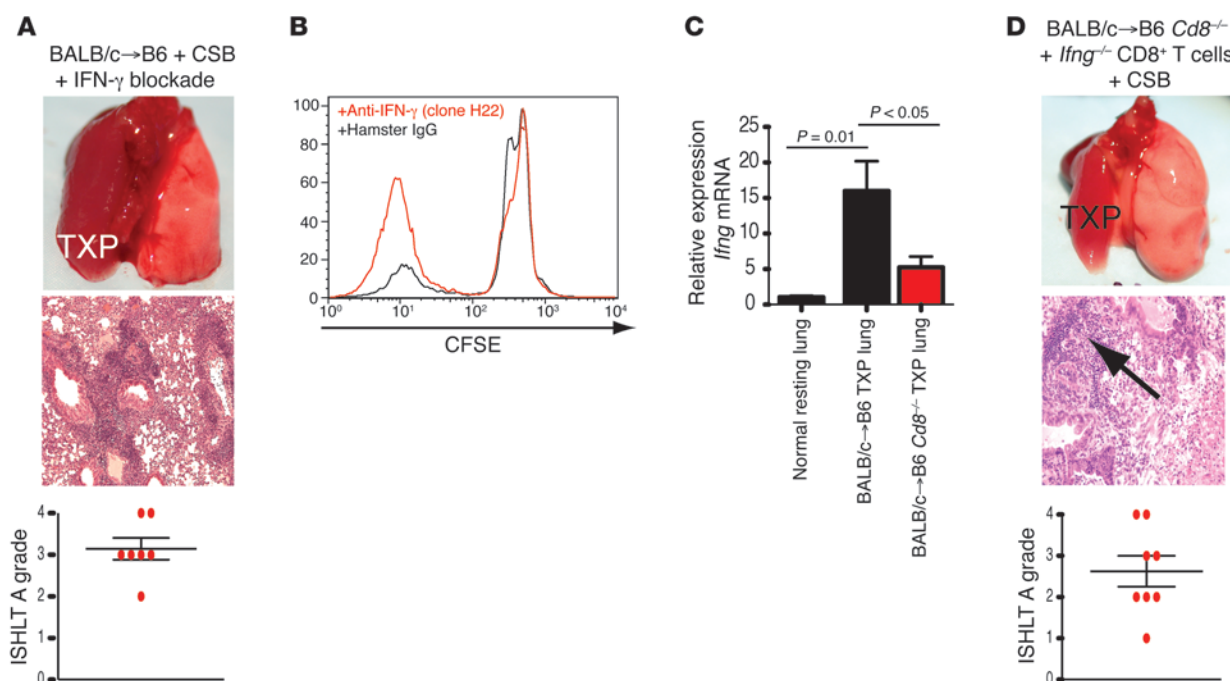 A
BALB/c→B6 + CSB
+ IFN-γ blockade
TXP
4
3
2
1
0
ISHLT A grade
B
+Anti-IFN-γ (clone H22)
+Hamster IgG
100
80
60
40
20
0
10⁰
10¹
10²
10³
10⁴
CFSE
C
P = 0.01
P < 0.05
25
20
15
10
5
0
Relative expression
Ifng mRNA
Normal resting lung
BALB/c→B6 TXP lung
BALB/c→B6 Cd8⁻/⁻ TXP lung
D
BALB/c→B6 Cd8⁻/⁻
+ Ifng⁻/⁻ CD8⁺ T cells
+ CSB
TXP
4
3
2
1
0
ISHLT A grade